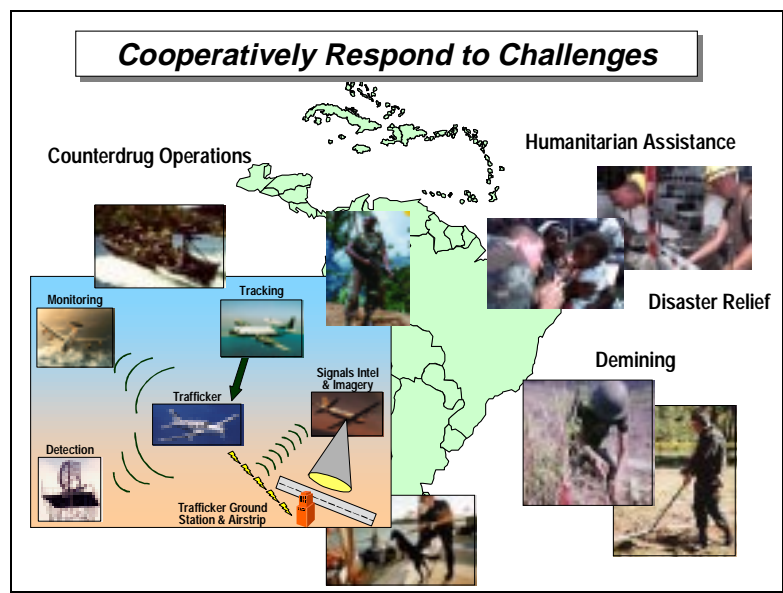 Cooperatively Respond to Challenges
Counterdrug Operations
Humanitarian Assistance
Disaster Relief
Demining
Monitoring
Tracking
Signals Intel
& Imagery
Trafficker
Detection
Trafficker Ground
Station & Airstrip